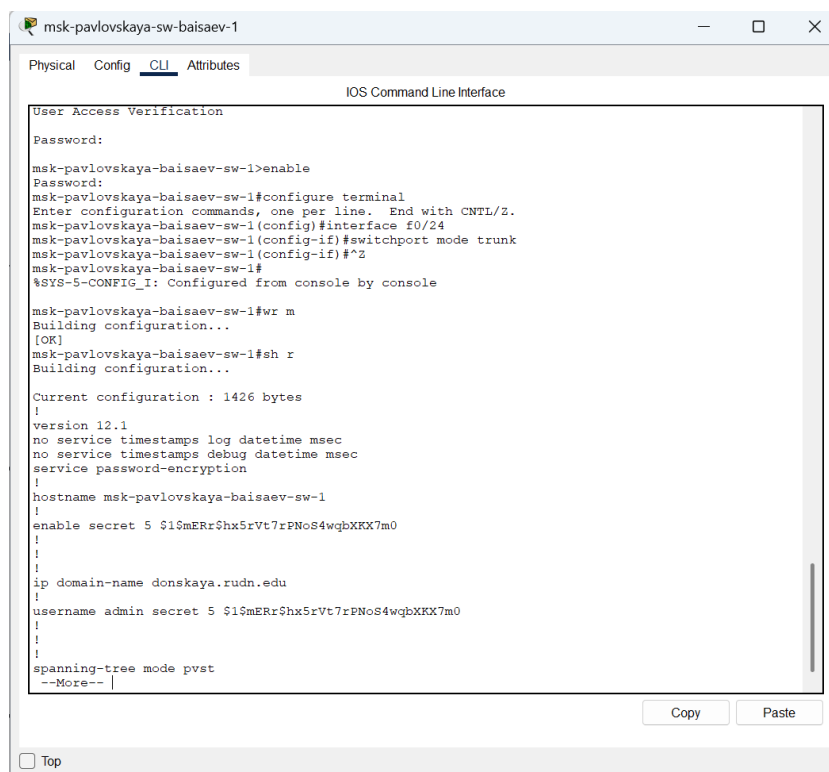 msk-pavlovskaya-sw-baisaev-1
Physical Config CLI Attributes
IOS Command Line Interface
User Access Verification
Password:
msk-pavlovskaya-baisaev-sw-1>enable
Password:
msk-pavlovskaya-baisaev-sw-1#configure terminal
Enter configuration commands, one per line.  End with CNTL/Z.
msk-pavlovskaya-baisaev-sw-1(config)#interface f0/24
msk-pavlovskaya-baisaev-sw-1(config-if)#switchport mode trunk
msk-pavlovskaya-baisaev-sw-1(config-if)#^Z
msk-pavlovskaya-baisaev-sw-1#
%SYS-5-CONFIG_I: Configured from console by console
msk-pavlovskaya-baisaev-sw-1#wr m
Building configuration...
[OK]
msk-pavlovskaya-baisaev-sw-1#sh r
Building configuration...
Current configuration : 1426 bytes
!
version 12.1
no service timestamps log datetime msec
no service timestamps debug datetime msec
service password-encryption
!
hostname msk-pavlovskaya-baisaev-sw-1
!
enable secret 5 $1$mERr$hx5rVt7rPNoS4wqbXKX7m0
!
!
!
ip domain-name donskaya.rudn.edu
!
username admin secret 5 $1$mERr$hx5rVt7rPNoS4wqbXKX7m0
!
!
!
spanning-tree mode pvst
--More--
Copy Paste
Top